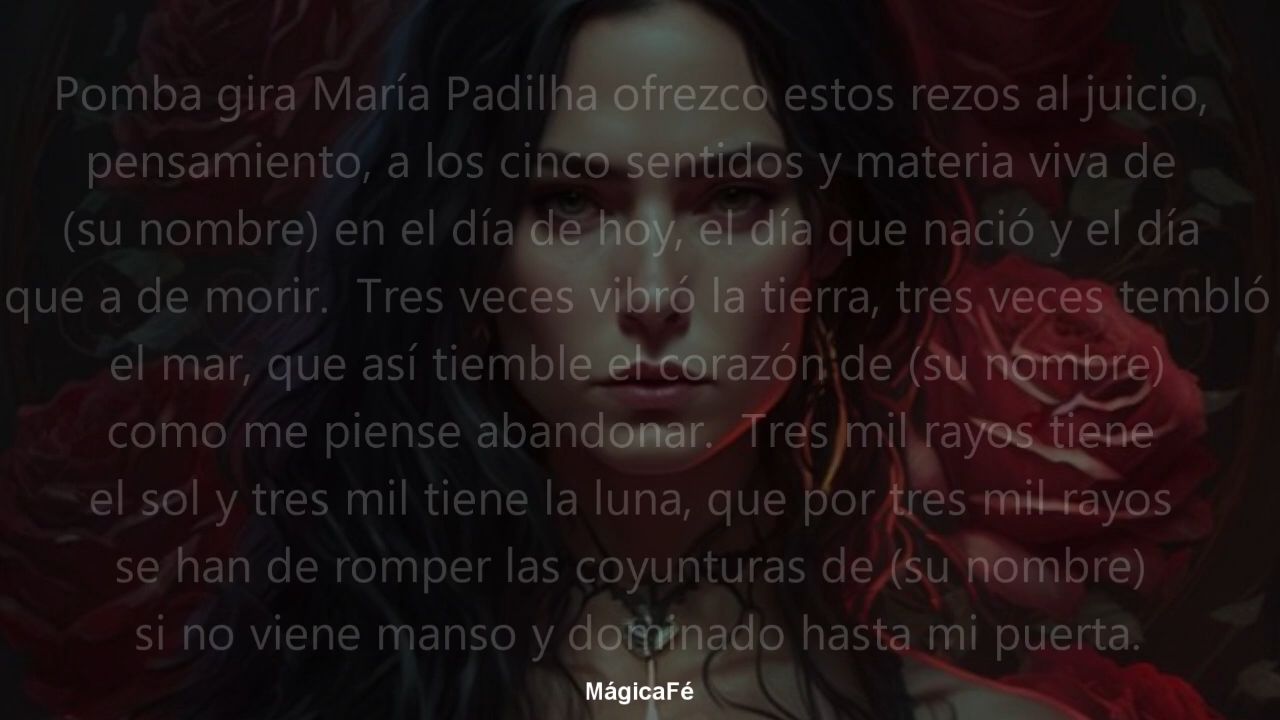 Pomba gira María Padilha ofrezco estos rezos al juicio,
pensamiento, a los cinco sentidos y materia viva de
(su nombre) en el día de hoy, el día que nació y el día
que a de morir.  Tres veces vibró la tierra, tres veces tembló
el mar, que así tiemble el corazón de (su nombre)
como me piense abandonar.  Tres mil rayos tiene
el sol y tres mil tiene la luna, que por tres mil rayos
se han de romper las coyunturas de (su nombre)
si no viene manso y dominado hasta mi puerta.
MágicaFé